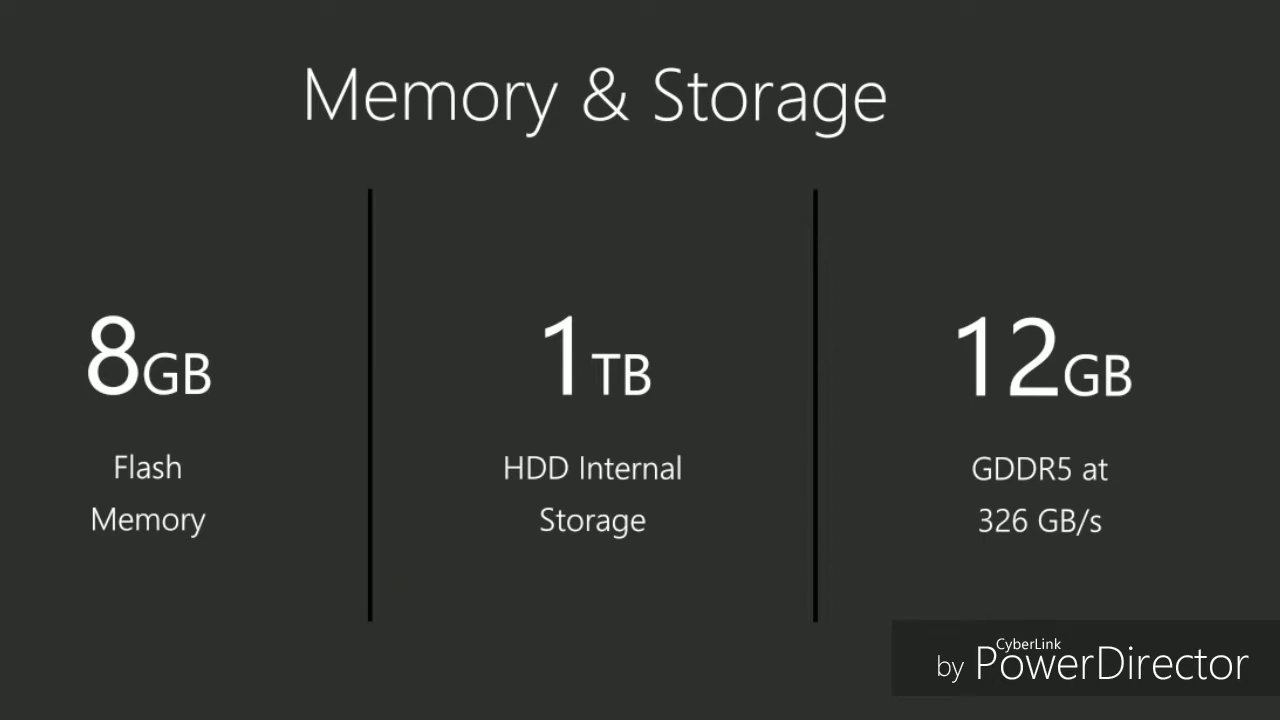 Memory & Storage
8GB
Flash
Memory
1TB
HDD Internal
Storage
12GB
GDDR5 at
326 GB/s
CyberLink
by PowerDirector